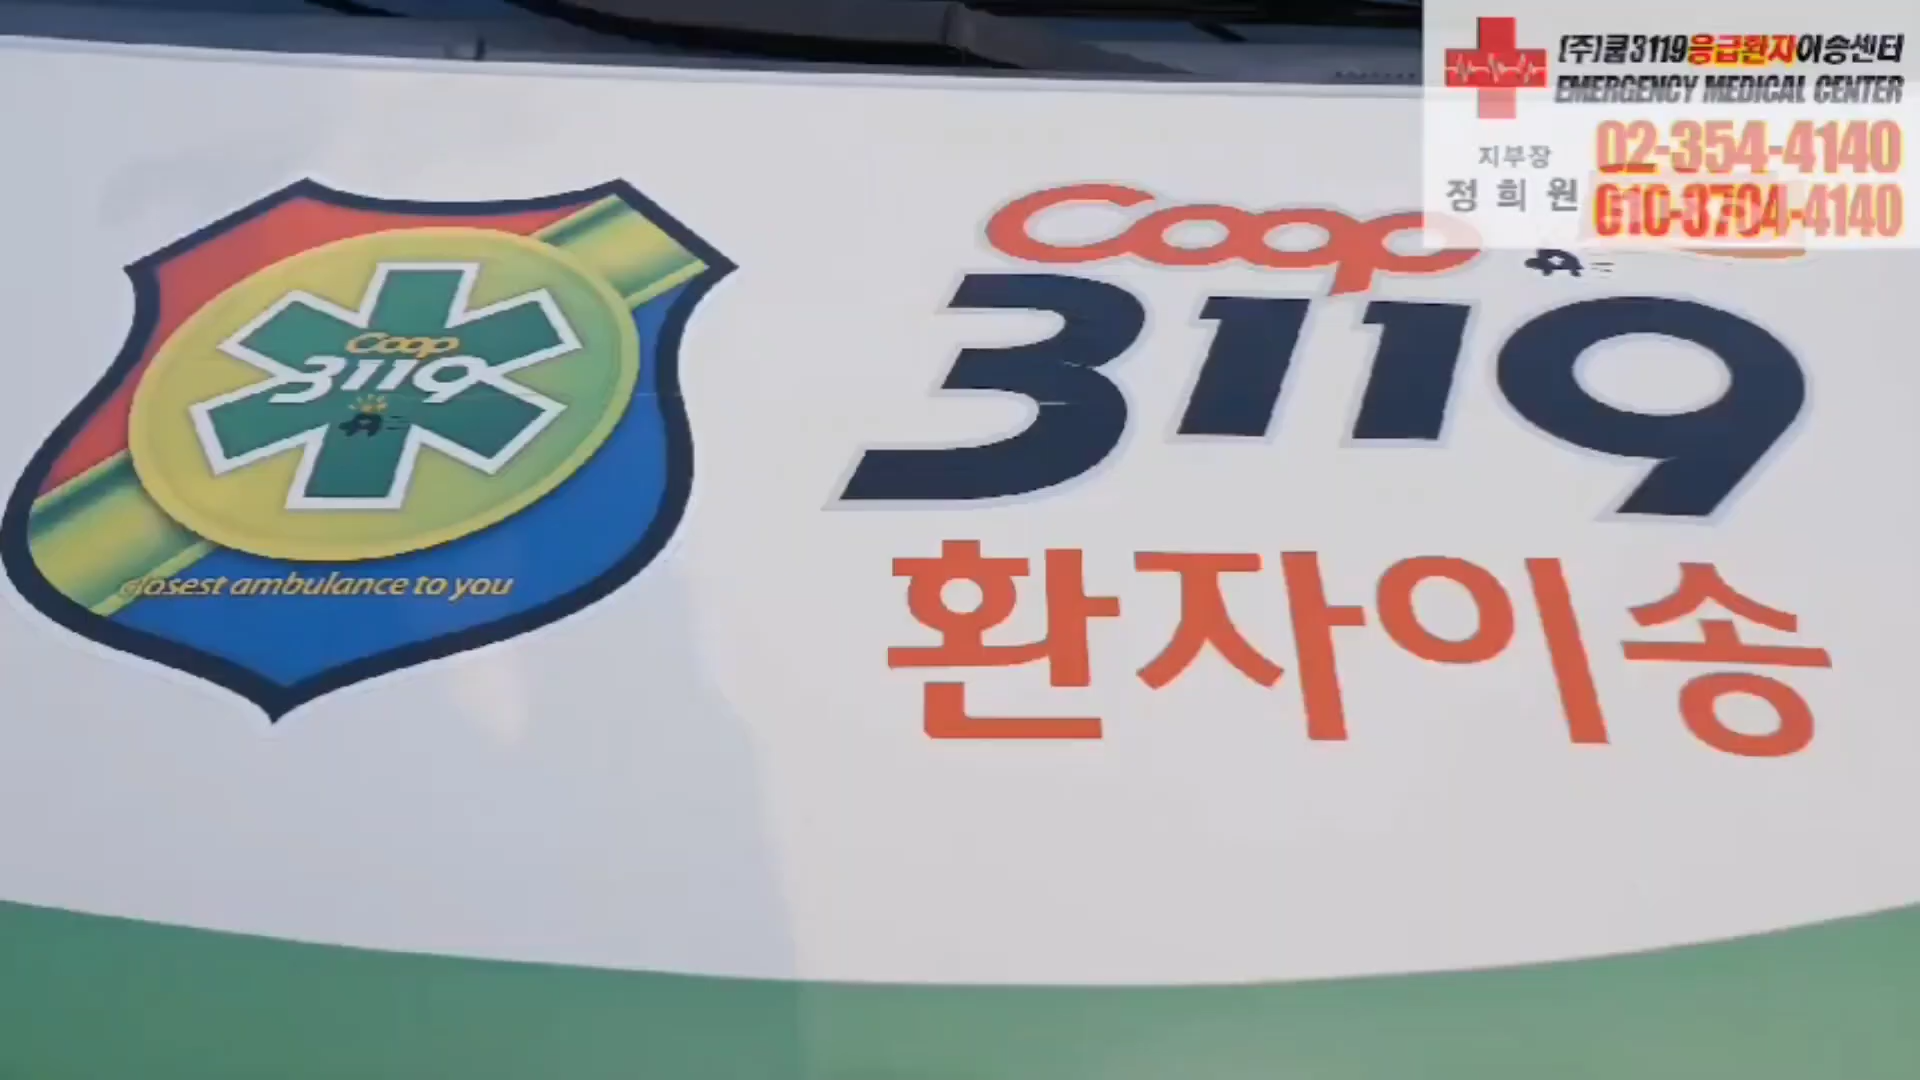 [주]쿱3119응급환자이송센터
EMERGENCY MEDICAL CENTER
지부장
정희원
02-354-4140
010-3704-4140
Coop
3119
환자이송
Coop
3119
closest ambulance to you